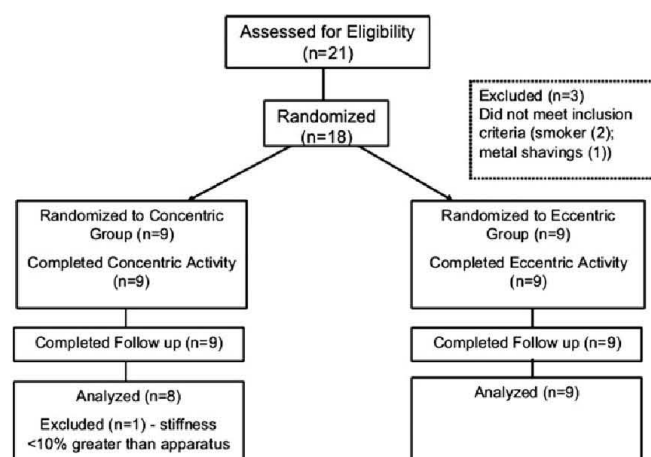 Assessed for Eligibility
(n=21)
Excluded (n=3)
Did not meet inclusion
criteria (smoker (2);
metal shavings (1))
Randomized
(n=18)
Randomized to Concentric
Group (n=9)
Completed Concentric Activity
(n=9)
Randomized to Eccentric
Group (n=9)
Completed Eccentric Activity
(n=9)
Completed Follow up (n=9)
Completed Follow up (n=9)
Analyzed (n=8)
Excluded (n=1) - stiffness
<10% greater than apparatus
Analyzed (n=9)